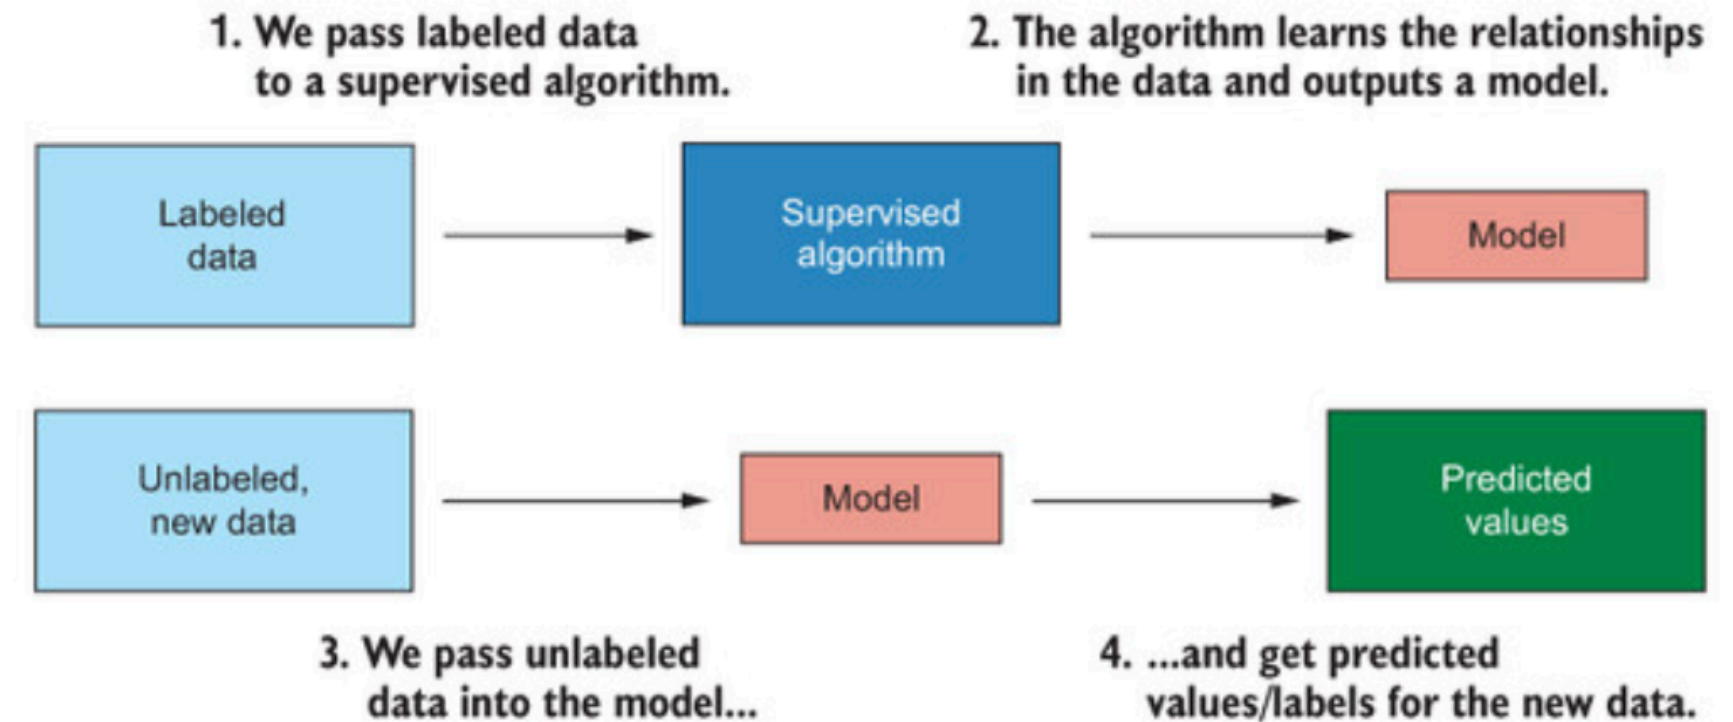 1. We pass labeled data
to a supervised algorithm.
2. The algorithm learns the relationships
in the data and outputs a model.
Labeled
data
Supervised
algorithm
Model
Unlabeled,
new data
Model
Predicted
values
3. We pass unlabeled
data into the model...
4. ...and get predicted
values/labels for the new data.